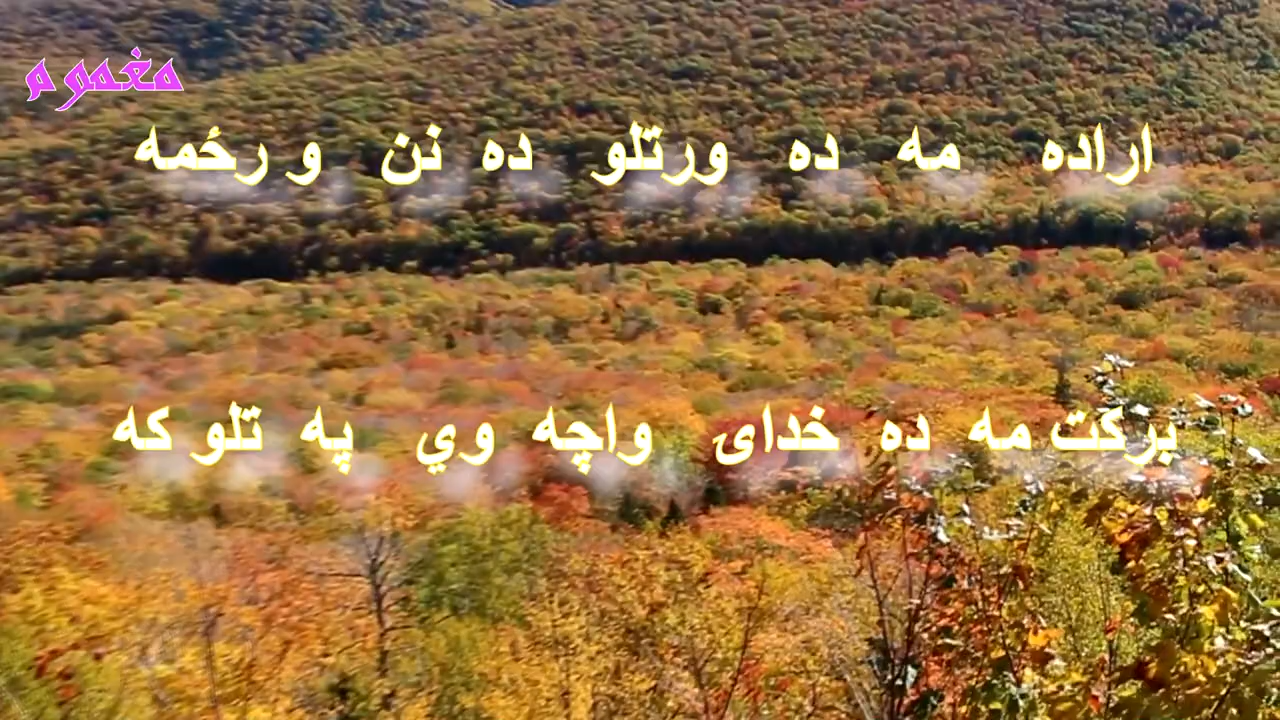 مغموم
اراده مه ده ورتلو ده نن و رځمه
برکت مه ده خدای واچه وي په تلو که